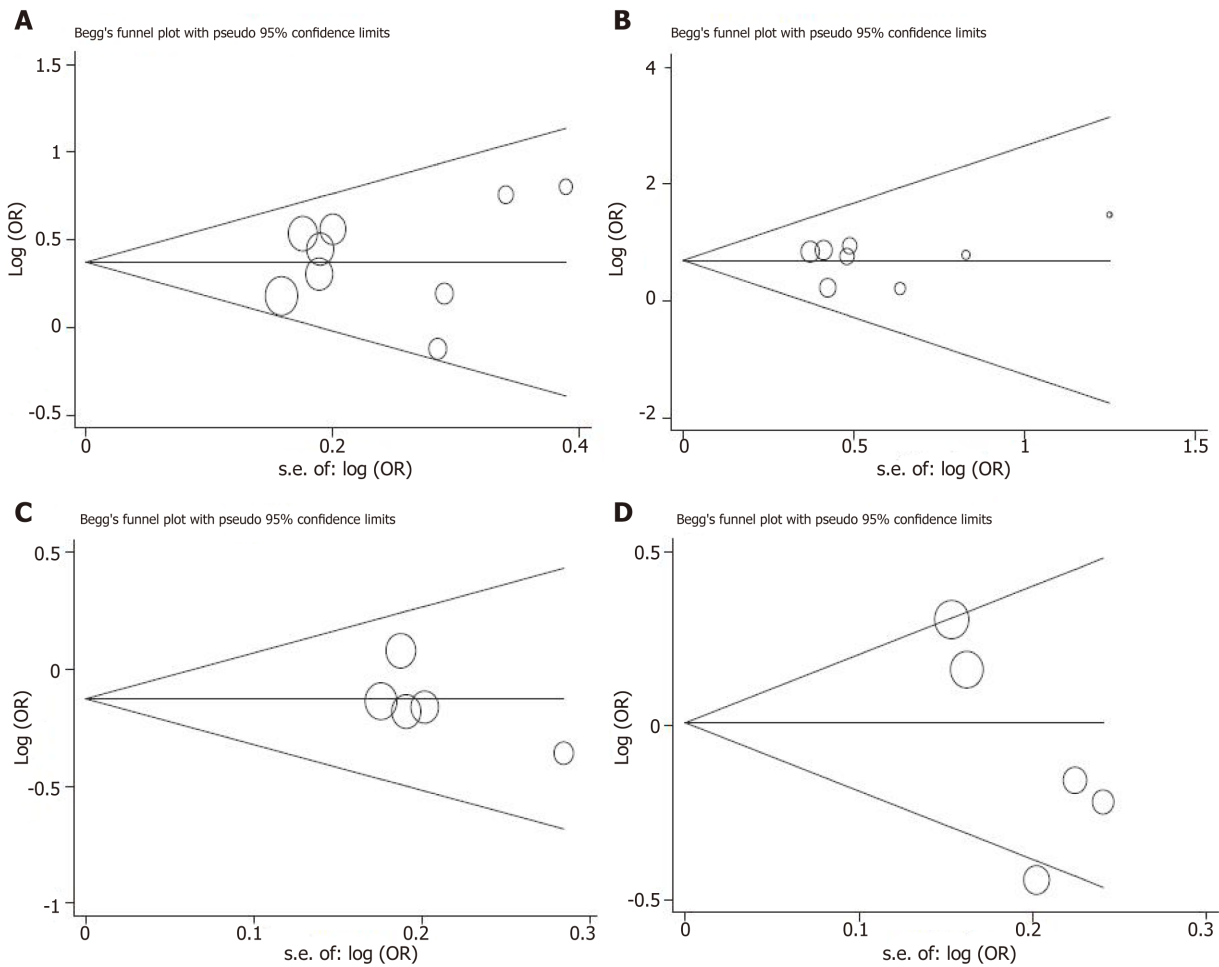 A
Begg's funnel plot with pseudo 95% confidence limits
1.5
1
0.5
0
-0.5
Log (OR)
0
0.2
0.4
s.e. of: log (OR)
B
Begg's funnel plot with pseudo 95% confidence limits
4
2
0
-2
Log (OR)
0
0.5
1
1.5
s.e. of: log (OR)
C
Begg's funnel plot with pseudo 95% confidence limits
0.5
0
-0.5
-1
Log (OR)
0
0.1
0.2
0.3
s.e. of: log (OR)
D
Begg's funnel plot with pseudo 95% confidence limits
0.5
0
-0.5
Log (OR)
0
0.1
0.2
0.3
s.e. of: log (OR)